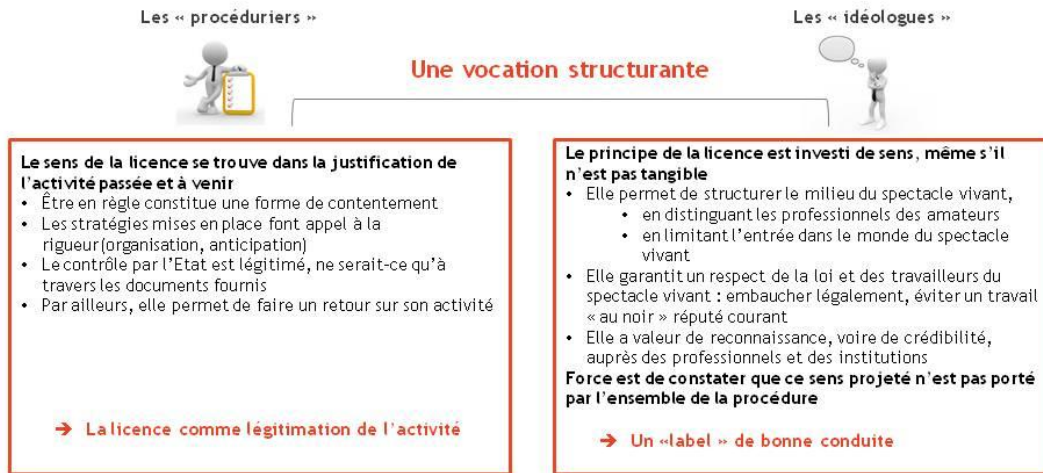 Les « procéduriers »
Les « idéologues »
Une vocation structurante
Le sens de la licence se trouve dans la justification de
l'activité passée et à venir
• Être en règle constitue une forme de contentement
• Les stratégies mises en place font appel à la
rigueur(organisation, anticipation)
• Le contrôle par l'Etat est légitimé, ne serait-ce qu'à
travers les documents fournis
• Par ailleurs, elle permet de faire un retour sur son activité
➔ La licence comme légitimation de l'activité
Le principe de la licence est investi de sens, même s'il
n'est pas tangible
• Elle permet de structurer le milieu du spectacle vivant,
• en distinguant les professionnels des amateurs
• en limitant l'entrée dans le monde du spectacle
vivant
• Elle garantit un respect de la loi et des travailleurs du
spectacle vivant : embaucher légalement, éviter un travail
« au noir » réputé courant
• Elle a valeur de reconnaissance, voire de crédibilité,
auprès des professionnels et des institutions
Force est de constater que ce sens projeté n'est pas porté
par l'ensemble de la procédure
➔ Un «label » de bonne conduite